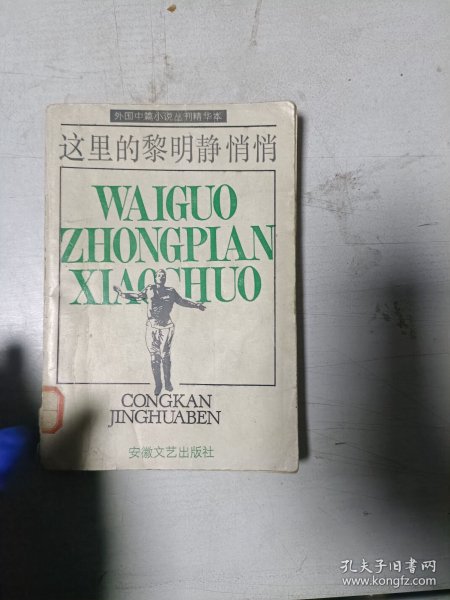 外国中篇小说丛刊精华本
这里的黎明静悄悄
WAIGUO
ZHONGPIAN
XIAOSHUO
CONGKAN
JINGHUABEN
安徽文艺出版社
孔夫子旧书网
www.kongfz.com